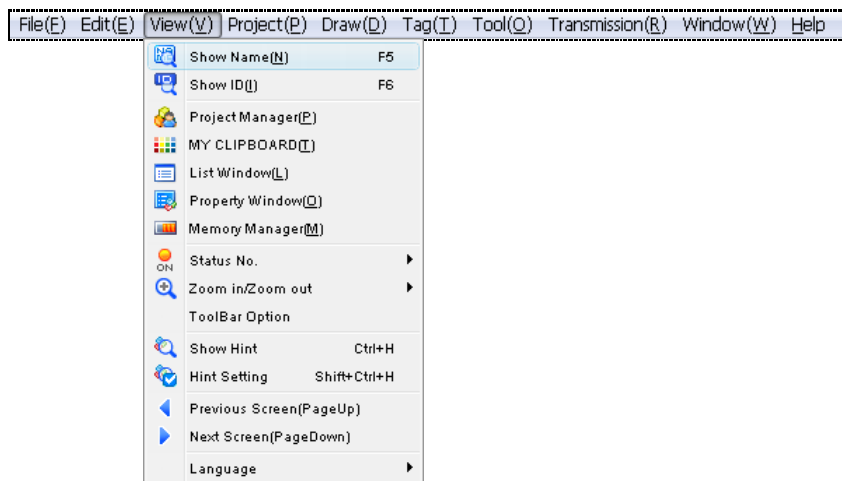 File(F) Edit(E) View(V) Project(P) Draw(D) Tag(T) Tool(O) Transmission(R) Window(W) Help
Show Name(N) F5
Show ID(I) F6
Project Manager(P)
MY CLIPBOARD(T)
List Window(L)
Property Window(O)
Memory Manager(M)
ON Status No.
Zoom in/Zoom out
ToolBar Option
Show Hint Ctrl+H
Hint Setting Shift+Ctrl+H
Previous Screen(PageUp)
Next Screen(PageDown)
Language